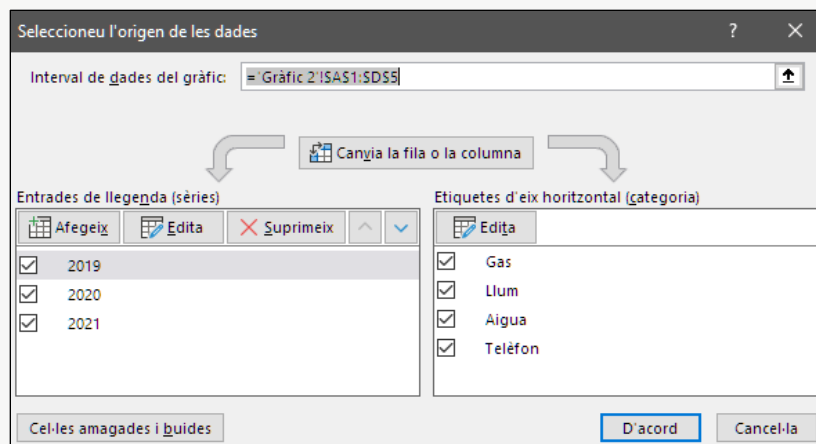 Seleccioneu l'origen de les dades ?
Interval de dades del gràfic: ='Gràfic 2'!$A$1:$D$5
Canvia la fila o la columna
Entrades de llegenda (sèries)
Afegeix Edita Suprimeix
2019
2020
2021
Etiquetes d'eix horitzontal (categoria)
Edita
Gas
Llum
Aigua
Telèfon
Cel·les amagades i buides D'acord Cancel·la